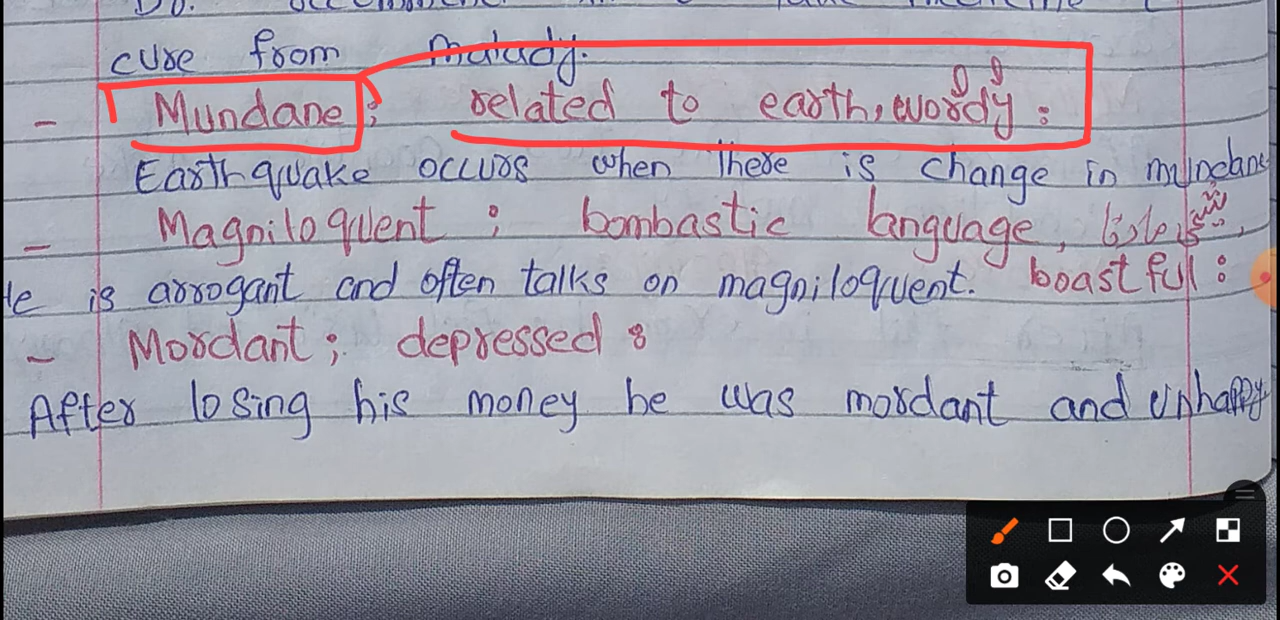 cure from malady.
- Mundane; related to earth, wordy:
Earthquake occurs when there is change in mundane
- Magniloquent; bombastic language,
He is arrogant and often talks on magniloquent. boastful:
- Mordant; depressed:
After losing his money he was mordant and unhappy